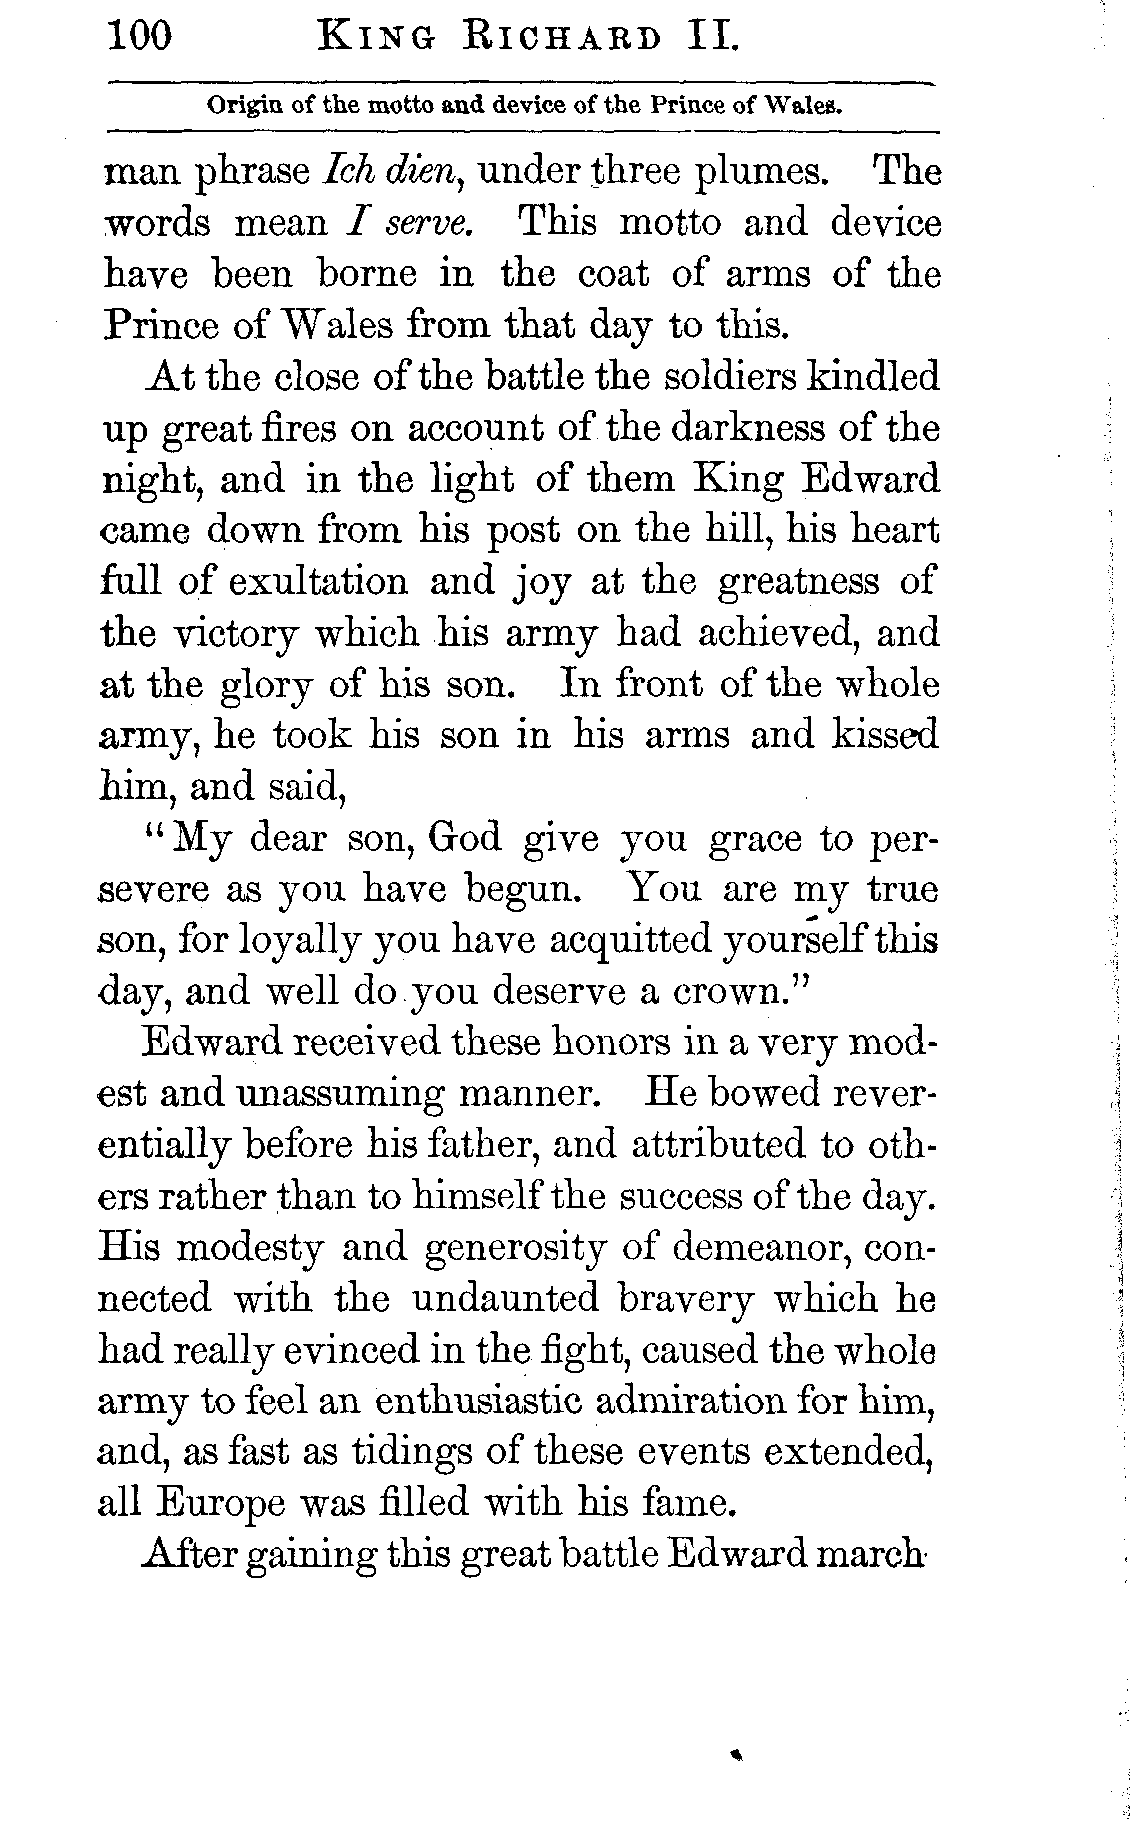 100 KING RICHARD II.
Origin of the motto and device of the Prince of Wales.
man phrase Ich dien, under three plumes. The
words mean I serve. This motto and device
have been borne in the coat of arms of the
Prince of Wales from that day to this.
At the close of the battle the soldiers kindled
up great fires on account of the darkness of the
night, and in the light of them King Edward
came down from his post on the hill, his heart
full of exultation and joy at the greatness of
the victory which his army had achieved, and
at the glory of his son. In front of the whole
army, he took his son in his arms and kissed
him, and said,
“My dear son, God give you grace to per-
severe as you have begun. You are my true
son, for loyally you have acquitted yourself this
day, and well do you deserve a crown.”
Edward received these honors in a very mod-
est and unassuming manner. He bowed rever-
entially before his father, and attributed to oth-
ers rather than to himself the success of the day.
His modesty and generosity of demeanor, con-
nected with the undaunted bravery which he
had really evinced in the fight, caused the whole
army to feel an enthusiastic admiration for him,
and, as fast as tidings of these events extended,
all Europe was filled with his fame.
After gaining this great battle Edward march-